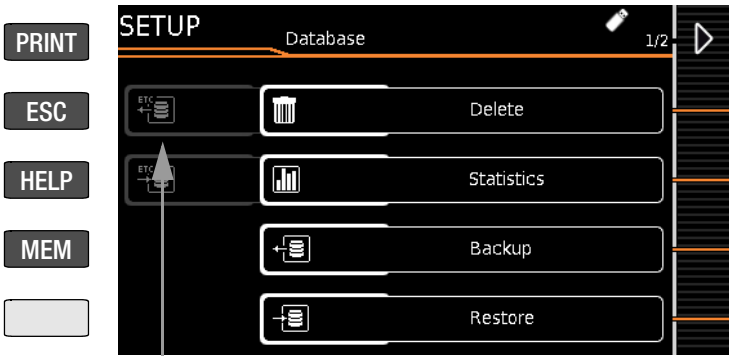 PRINT
ESC
HELP
MEM
SETUP
Database
1/2
ETC
Delete
ETC
Statistics
Backup
Restore